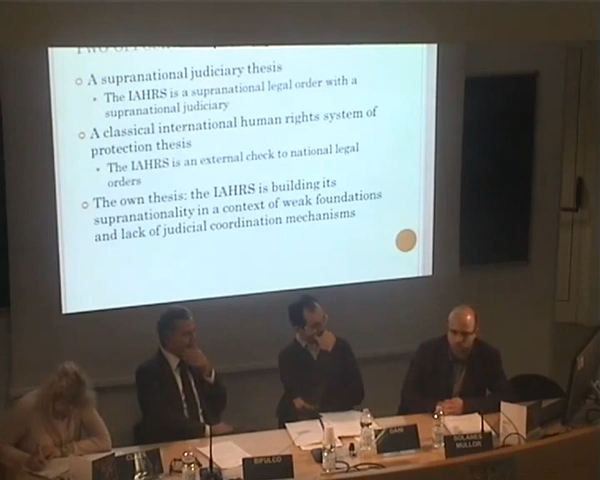 A supranational judiciary thesis
The IAHRS is a supranational legal order with a
supranational judiciary
A classical international human rights system of
protection thesis
The IAHRS is an external check to national legal
orders
The own thesis: the IAHRS is building its
supranationality in a context of weak foundations
and lack of judicial coordination mechanisms
BIFULCO
SOLANES
MULLOR